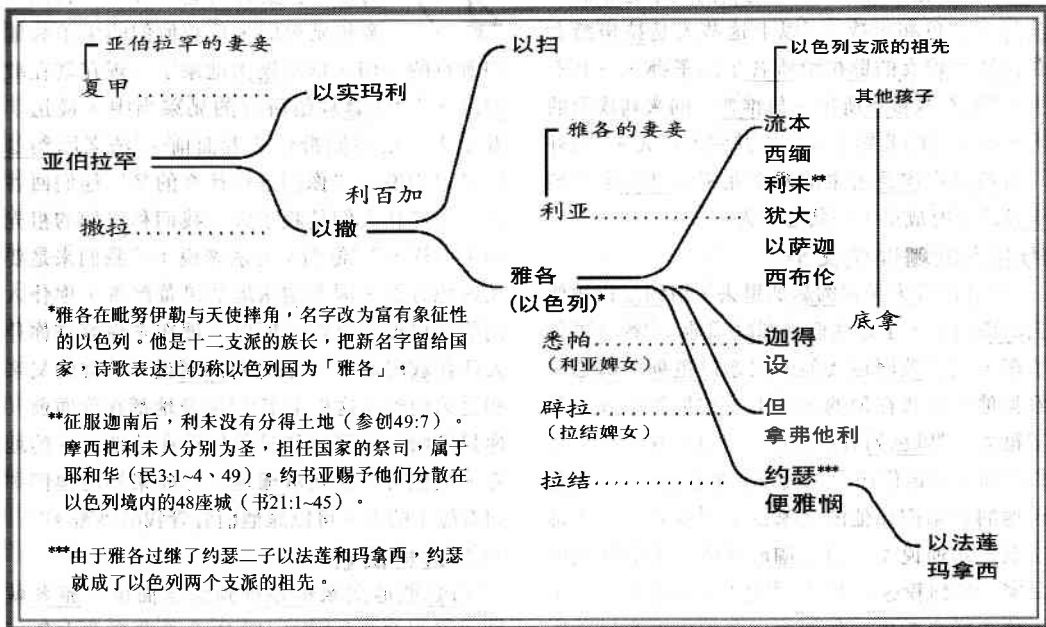 亚伯拉罕的妻妾
夏甲............
以实玛利
亚伯拉罕
撒拉............
以撒
利百加
以扫
雅各
(以色列)*
雅各的妻妾
利亚............
悉帕............
（利亚婢女）
辟拉............
（拉结婢女）
拉结............
以色列支派的祖先
流本
西缅
利未**
犹大
以萨迦
西布伦
其他孩子
底拿
迦得
设
但
拿弗他利
约瑟***
便雅悯
以法莲
玛拿西
*雅各在毗努伊勒与天使摔角，名字改为富有象征性
的以色列。他是十二支派的族长，把新名字留给国
家，诗歌表达上仍称以色列国为「雅各」。
**征服迦南后，利未没有分得土地（参创49:7）。
摩西把利未人分别为圣，担任国家的祭司，属于
耶和华（民3:1~4、49）。约书亚赐予他们分散在
以色列境内的48座城（书21:1~45）。
***由于雅各过继了约瑟二子以法莲和玛拿西，约瑟
就成了以色列两个支派的祖先。